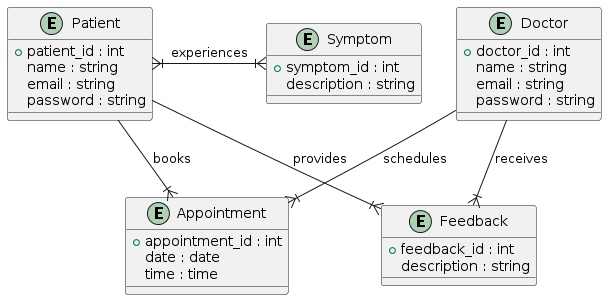 E Patient
patient_id : int
name : string
email : string
password : string
experiences
E Symptom
symptom_id : int
description : string
E Doctor
doctor_id : int
name : string
email : string
password : string
books
provides
schedules
receives
E Appointment
appointment_id : int
date : date
time : time
E Feedback
feedback_id : int
description : string